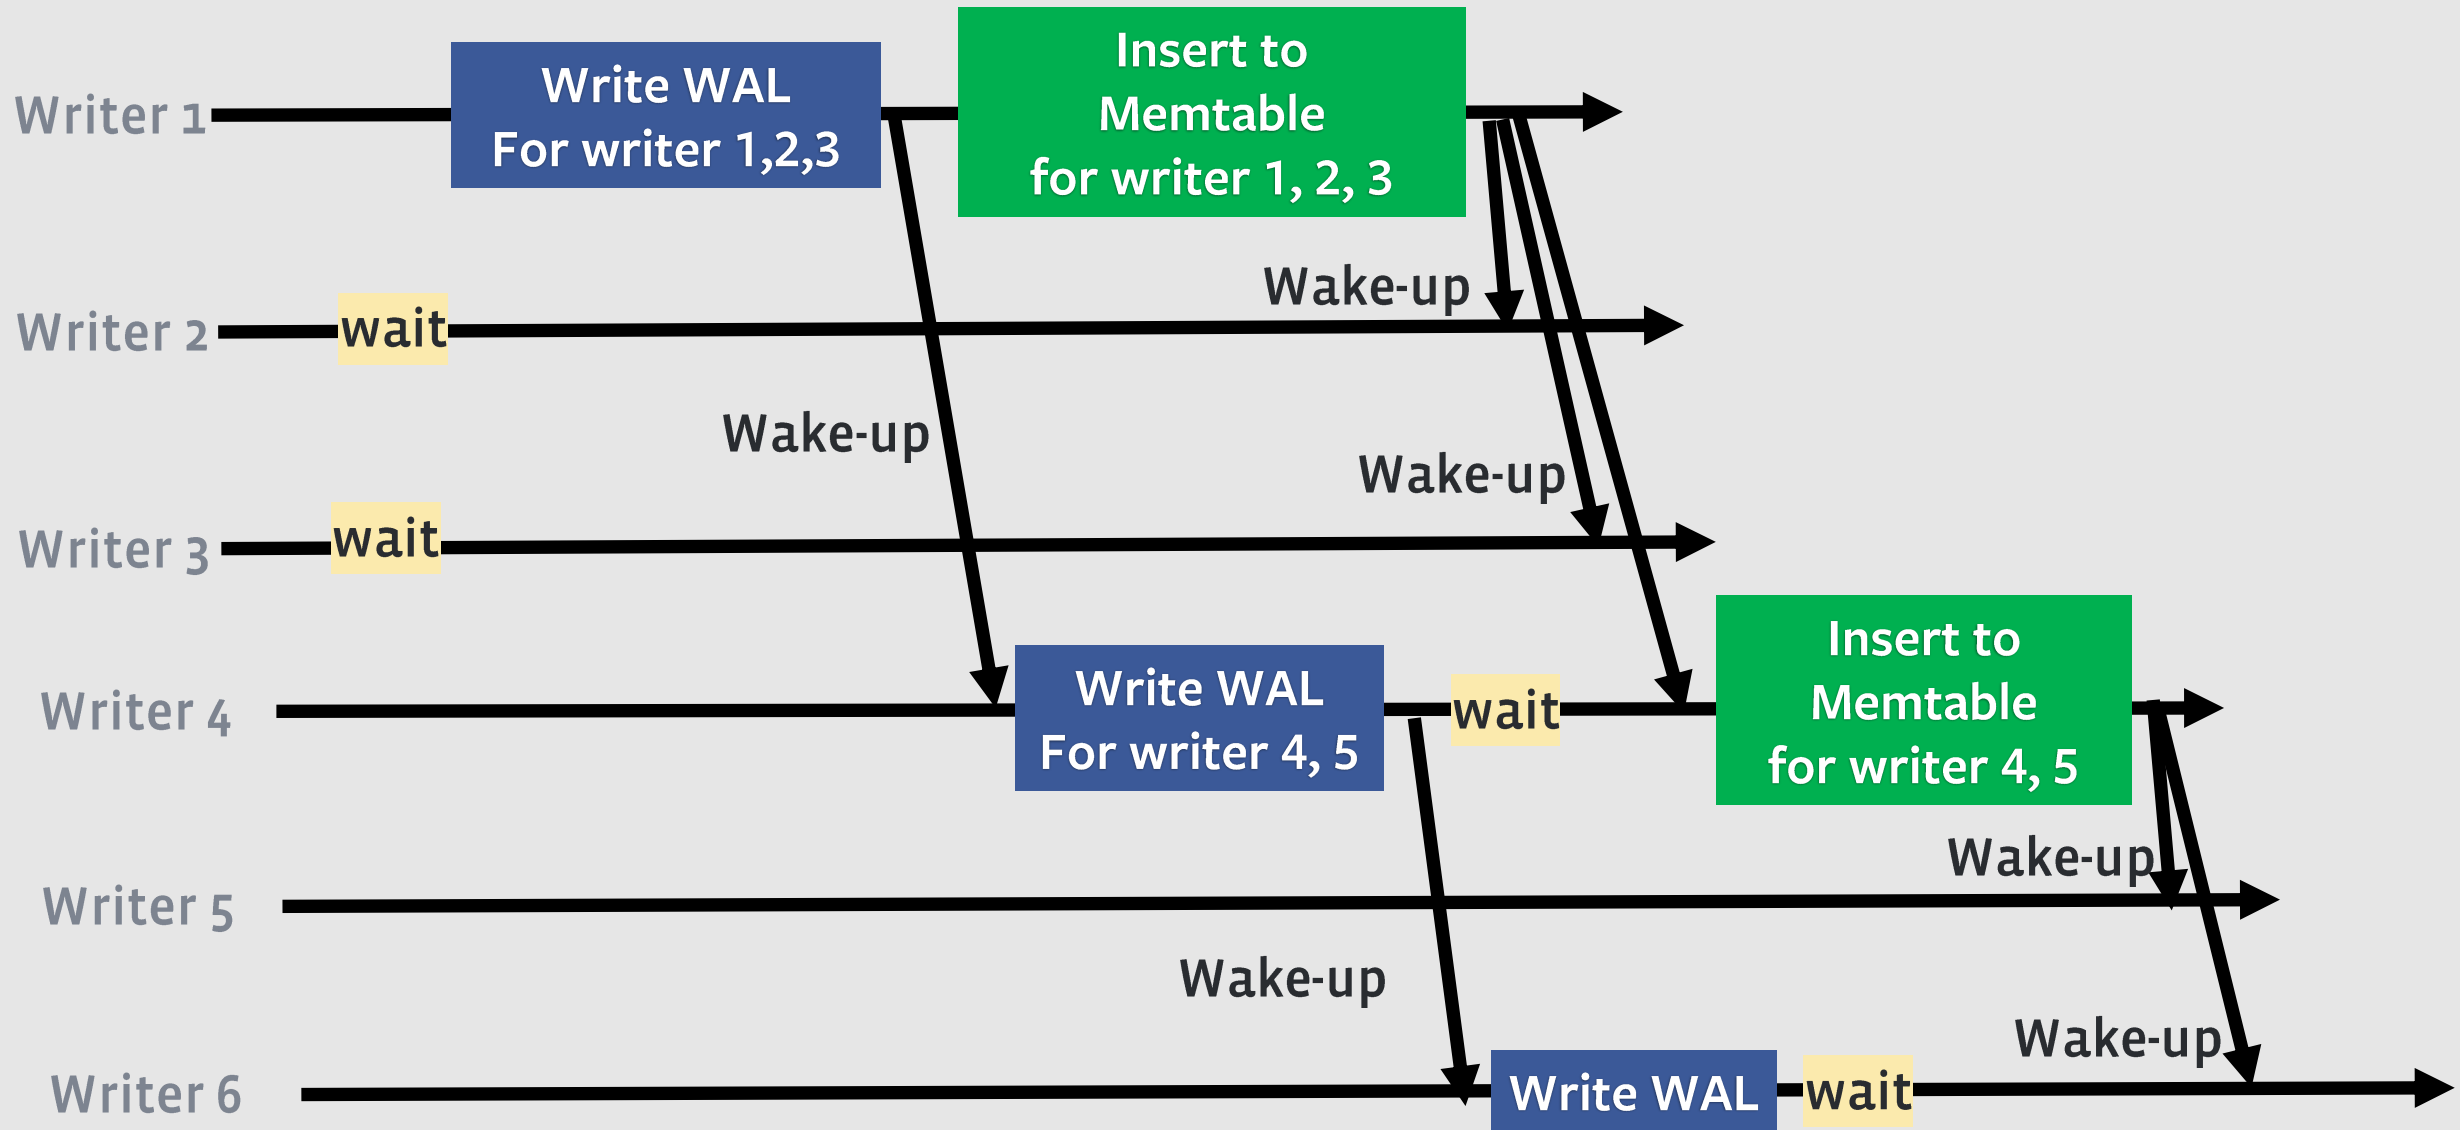 Writer 1
Write WAL
For writer 1,2,3
Insert to
Memtable
for writer 1, 2, 3
Wake-up
Writer 2
wait
Wake-up
Wake-up
Writer 3
wait
Writer 4
Write WAL
For writer 4, 5
wait
Insert to
Memtable
for writer 4, 5
Wake-up
Writer 5
Wake-up
Wake-up
Writer 6
Write WAL
wait